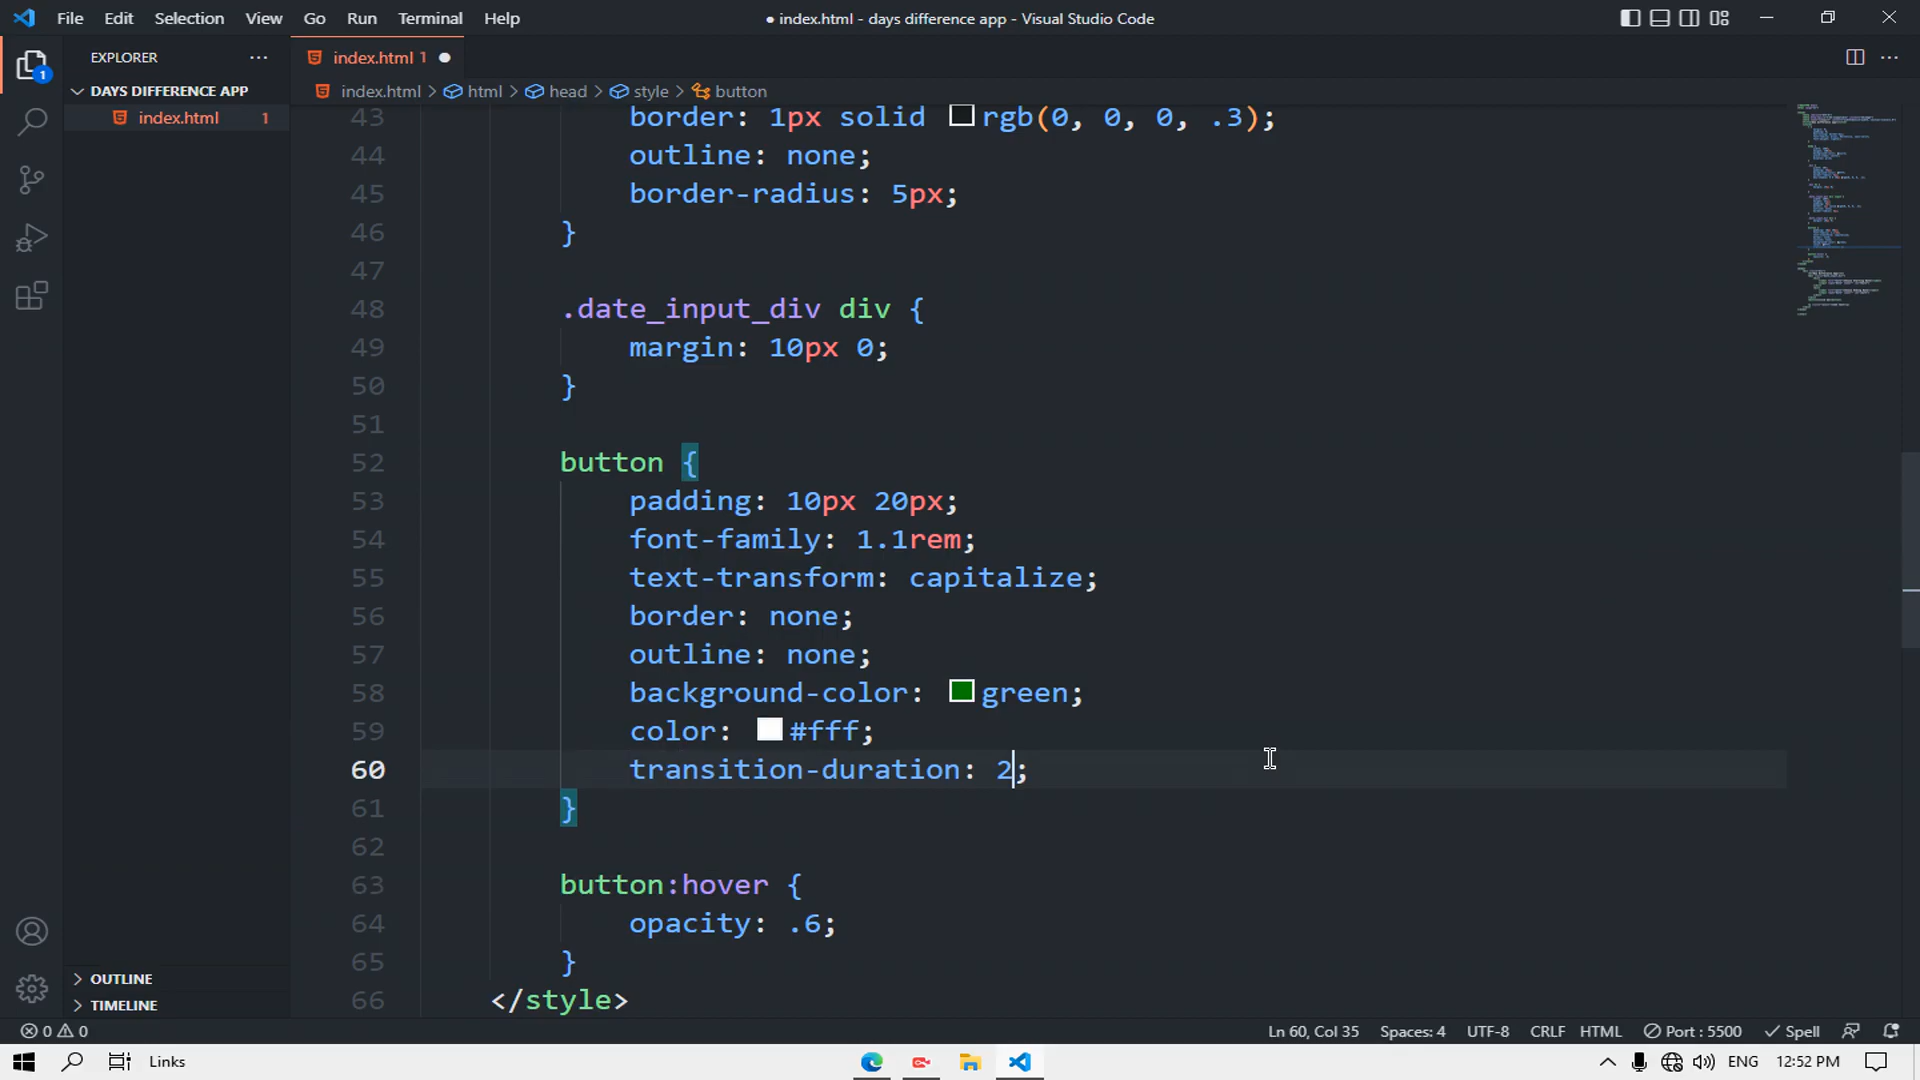 File Edit Selection View Go Run Terminal Help
● index.html - days difference app - Visual Studio Code
EXPLORER
index.html 1
DAYS DIFFERENCE APP
index.html > html > head > style > button
index.html 1
1
43 border: 1px solid rgb(0, 0, 0, .3);
44 outline: none;
45 border-radius: 5px;
46 }
47
48 .date_input_div div {
49 margin: 10px 0;
50 }
51
52 button {
53 padding: 10px 20px;
54 font-family: 1.1rem;
55 text-transform: capitalize;
56 border: none;
57 outline: none;
58 background-color: green;
59 color: #fff;
60 transition-duration: 2;
61 }
62
63 button:hover {
64 opacity: .6;
65 }
66 </style>
OUTLINE
TIMELINE
0 0
Ln 60, Col 35 Spaces: 4 UTF-8 CRLF HTML Port : 5500 Spell
Links
ENG 12:52 PM